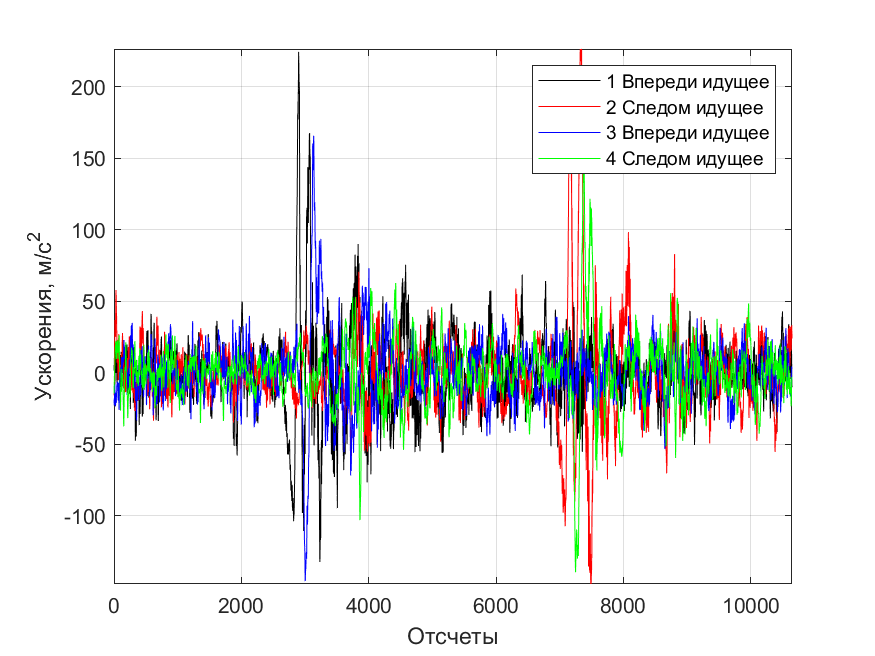 200
150
100
50
0
-50
-100
0 2000 4000 6000 8000 10000
Отсчеты
Ускорения, м/с²
1 Впереди идущее
2 Следом идущее
3 Впереди идущее
4 Следом идущее